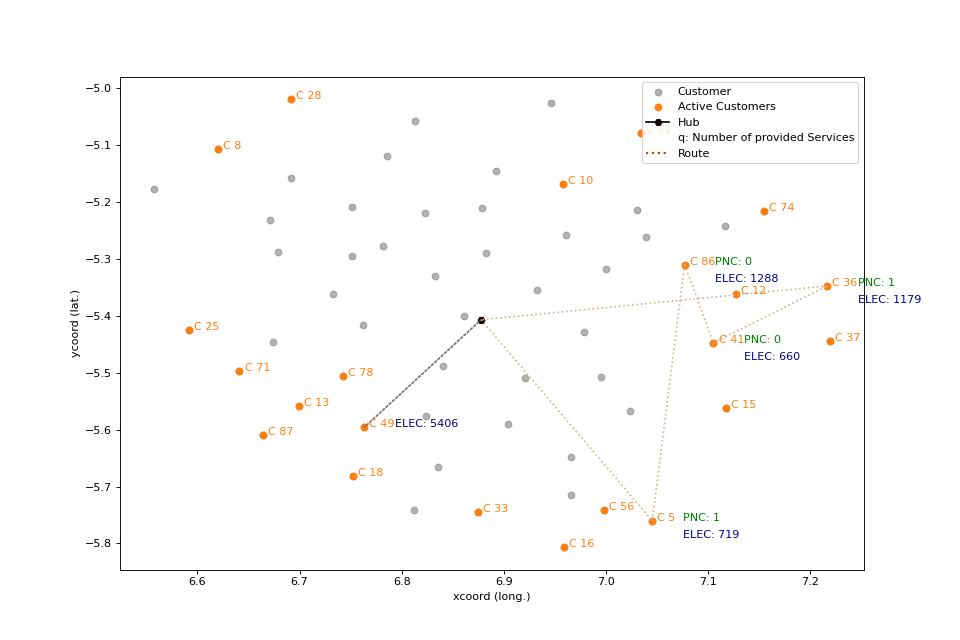 −5.0
−5.1
−5.2
−5.3
−5.4
−5.5
−5.6
−5.7
−5.8
ycoord (lat.)
6.6
6.7
6.8
6.9
7.0
7.1
7.2
xcoord (long.)
Customer
Active Customers
Hub
q: Number of provided Services
Route
C 28
C 8
C 10
C 74
C 86
PNC: 0
ELEC: 1288
C 12
C 36
PNC: 1
ELEC: 1179
C 25
C 41
PNC: 0
ELEC: 660
C 37
C 71
C 78
C 13
C 15
C 49
ELEC: 5406
C 87
C 18
C 33
C 56
C 5
PNC: 1
ELEC: 719
C 16